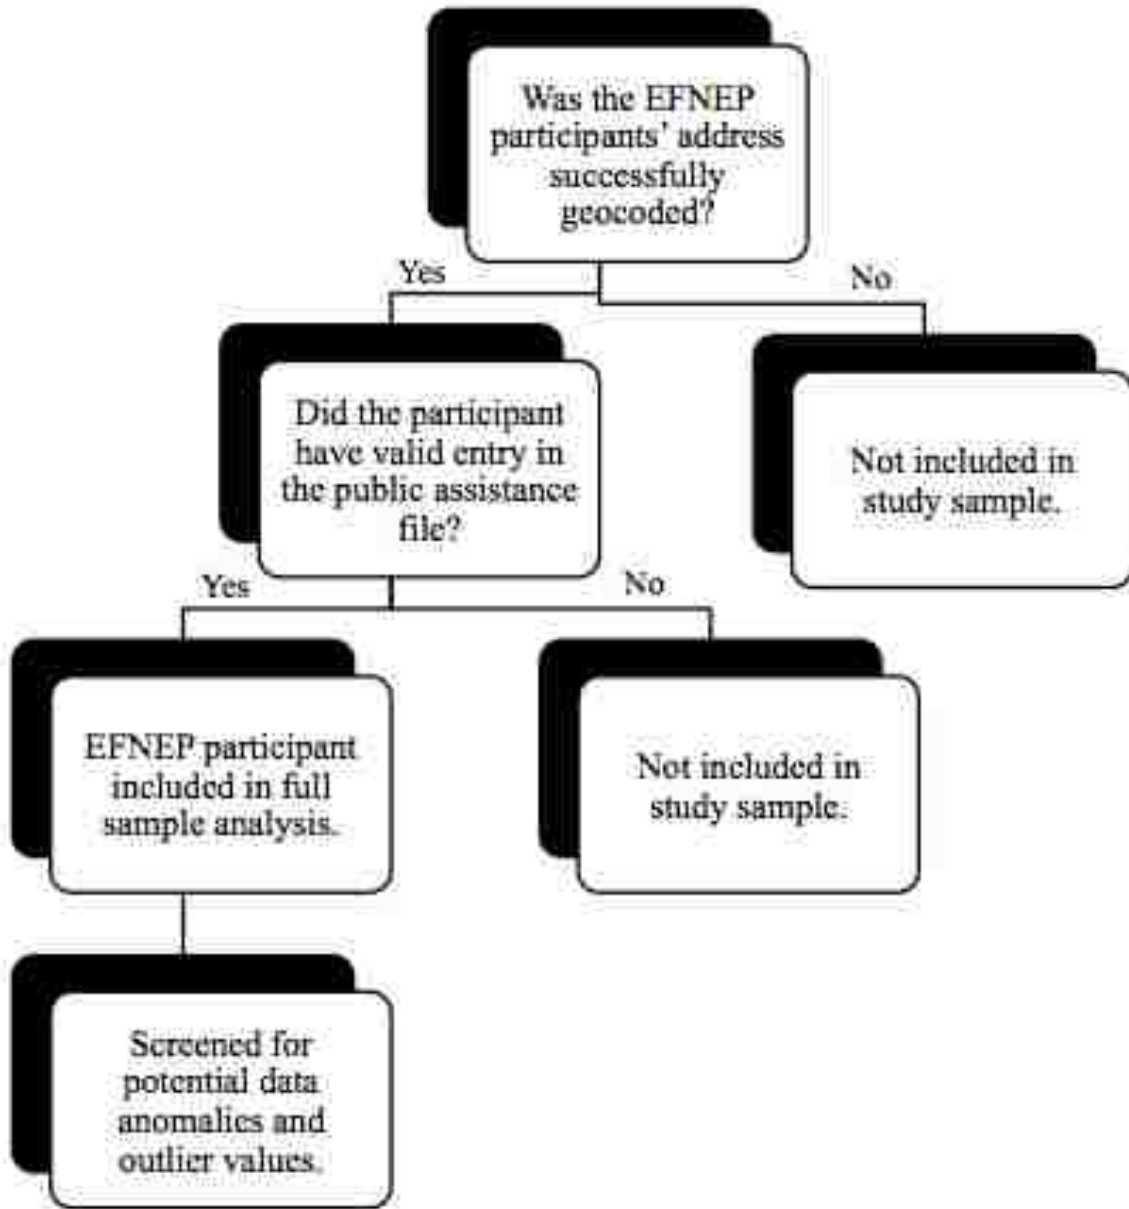 Was the EFNEP
participants' address
successfully
geocoded?
Yes
No
Did the participant
have valid entry in
the public assistance
file?
Not included in
study sample.
Yes
No
EFNEP participant
included in full
sample analysis.
Not included in
study sample.
Screened for
potential data
anomalies and
outlier values.